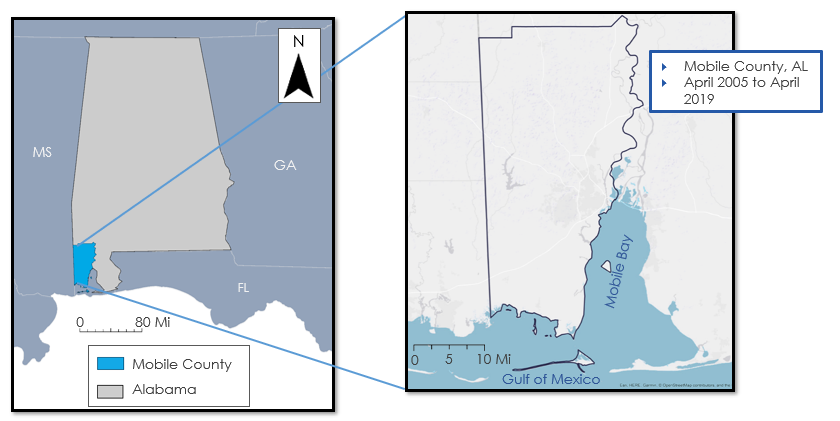 N
MS
GA
FL
0 80 Mi
Mobile County
Alabama
Mobile County, AL
April 2005 to April
2019
Mobile Bay
0 5 10 Mi
Gulf of Mexico